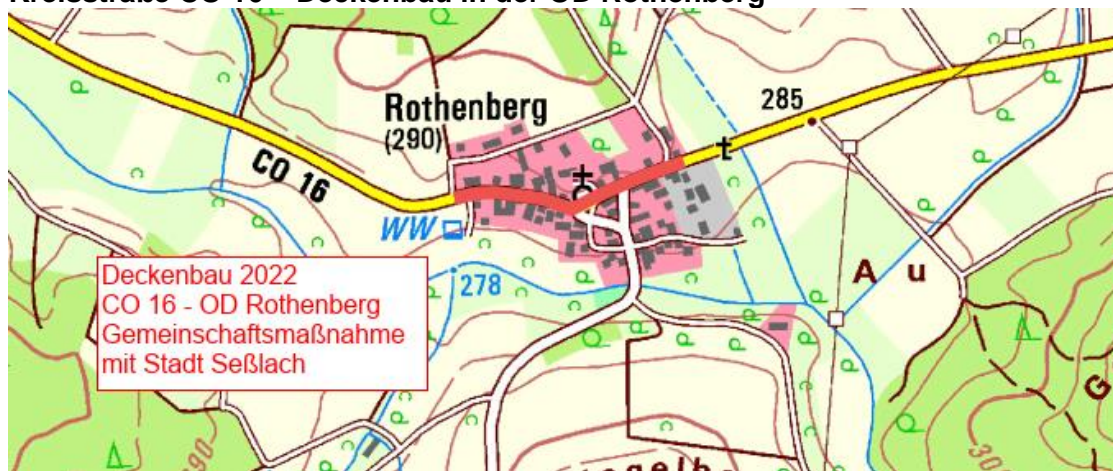 Kreisstraße CO 16 – Deckenbau in der OD Rothenberg
285
Rothenberg
(290)
CO 16
WW
278
A u
Deckenbau 2022
CO 16 - OD Rothenberg
Gemeinschaftsmaßnahme
mit Stadt Seßlach
G
300